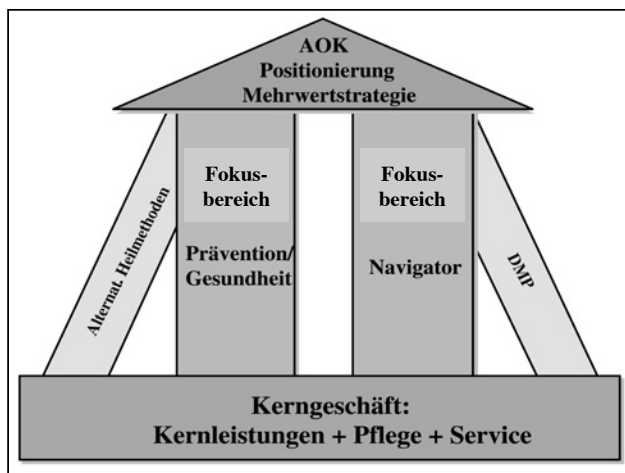 AOK
Positionierung
Mehrwertstrategie
Alternat. Heilmethoden
Fokus-
bereich
Prävention/
Gesundheit
Fokus-
bereich
Navigator
DMP
Kerngeschäft:
Kernleistungen + Pflege + Service